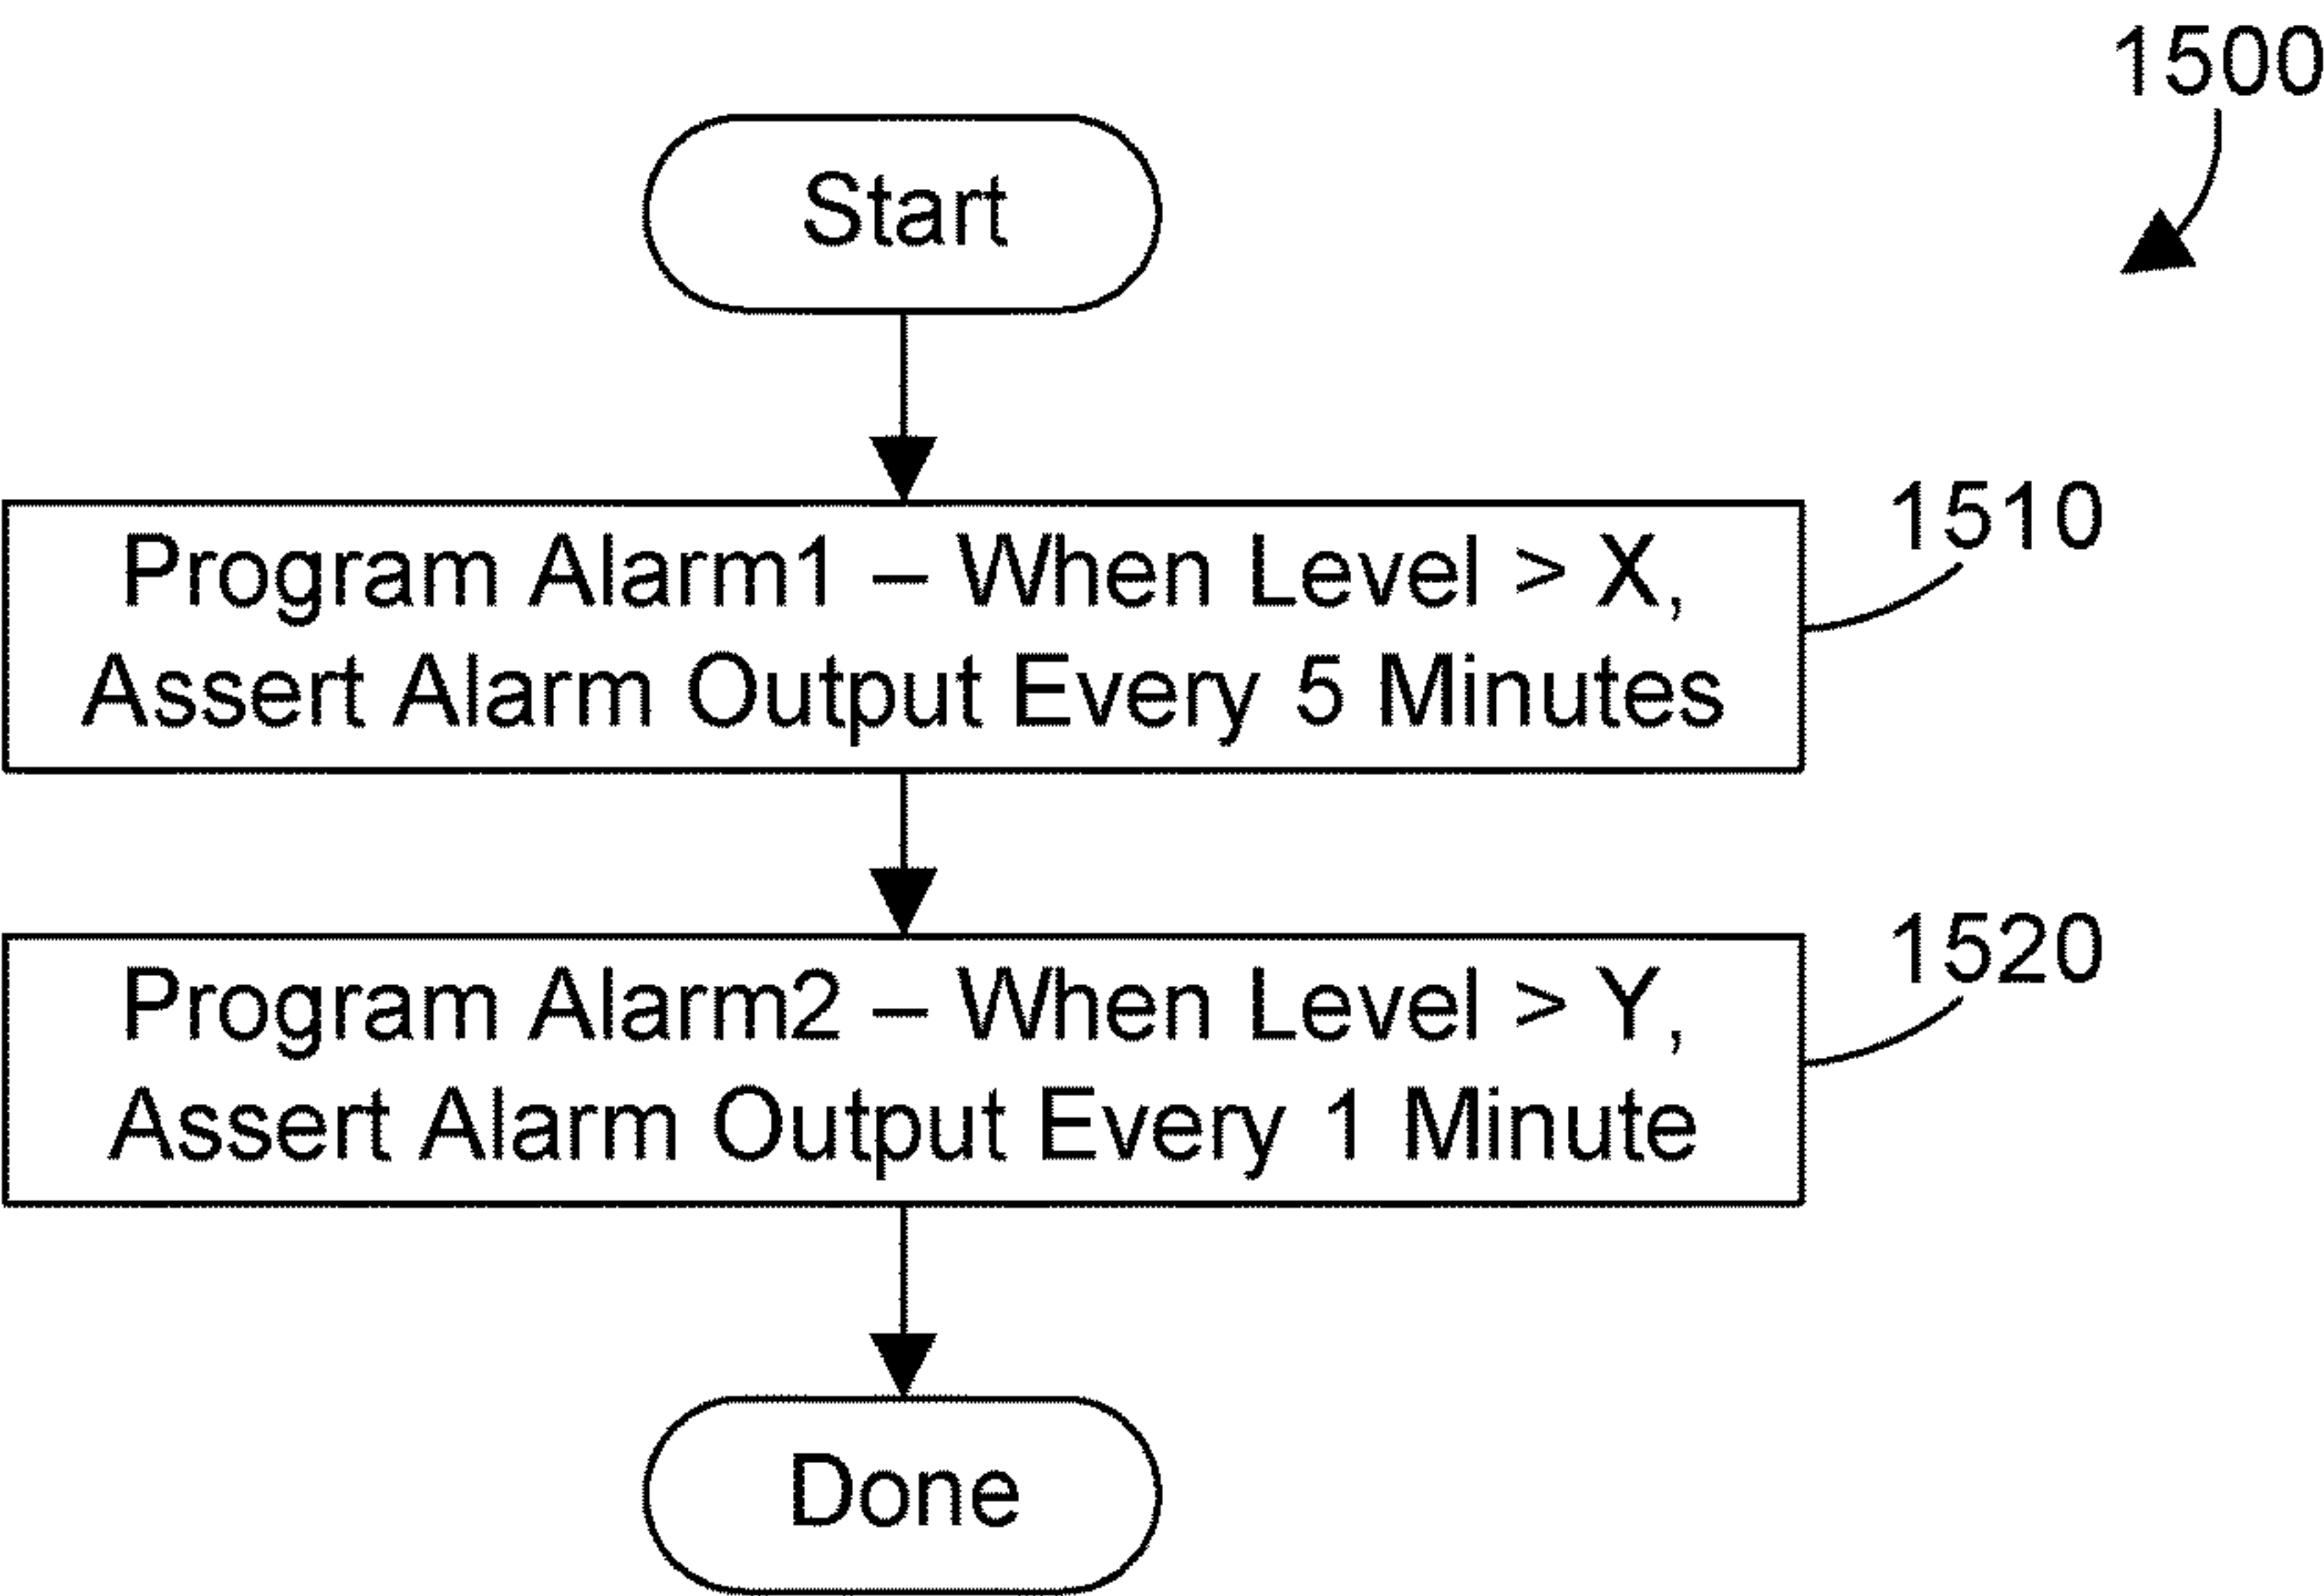 1500
Start
Program Alarm1 – When Level > X,
Assert Alarm Output Every 5 Minutes
1510
Program Alarm2 – When Level > Y,
Assert Alarm Output Every 1 Minute
1520
Done